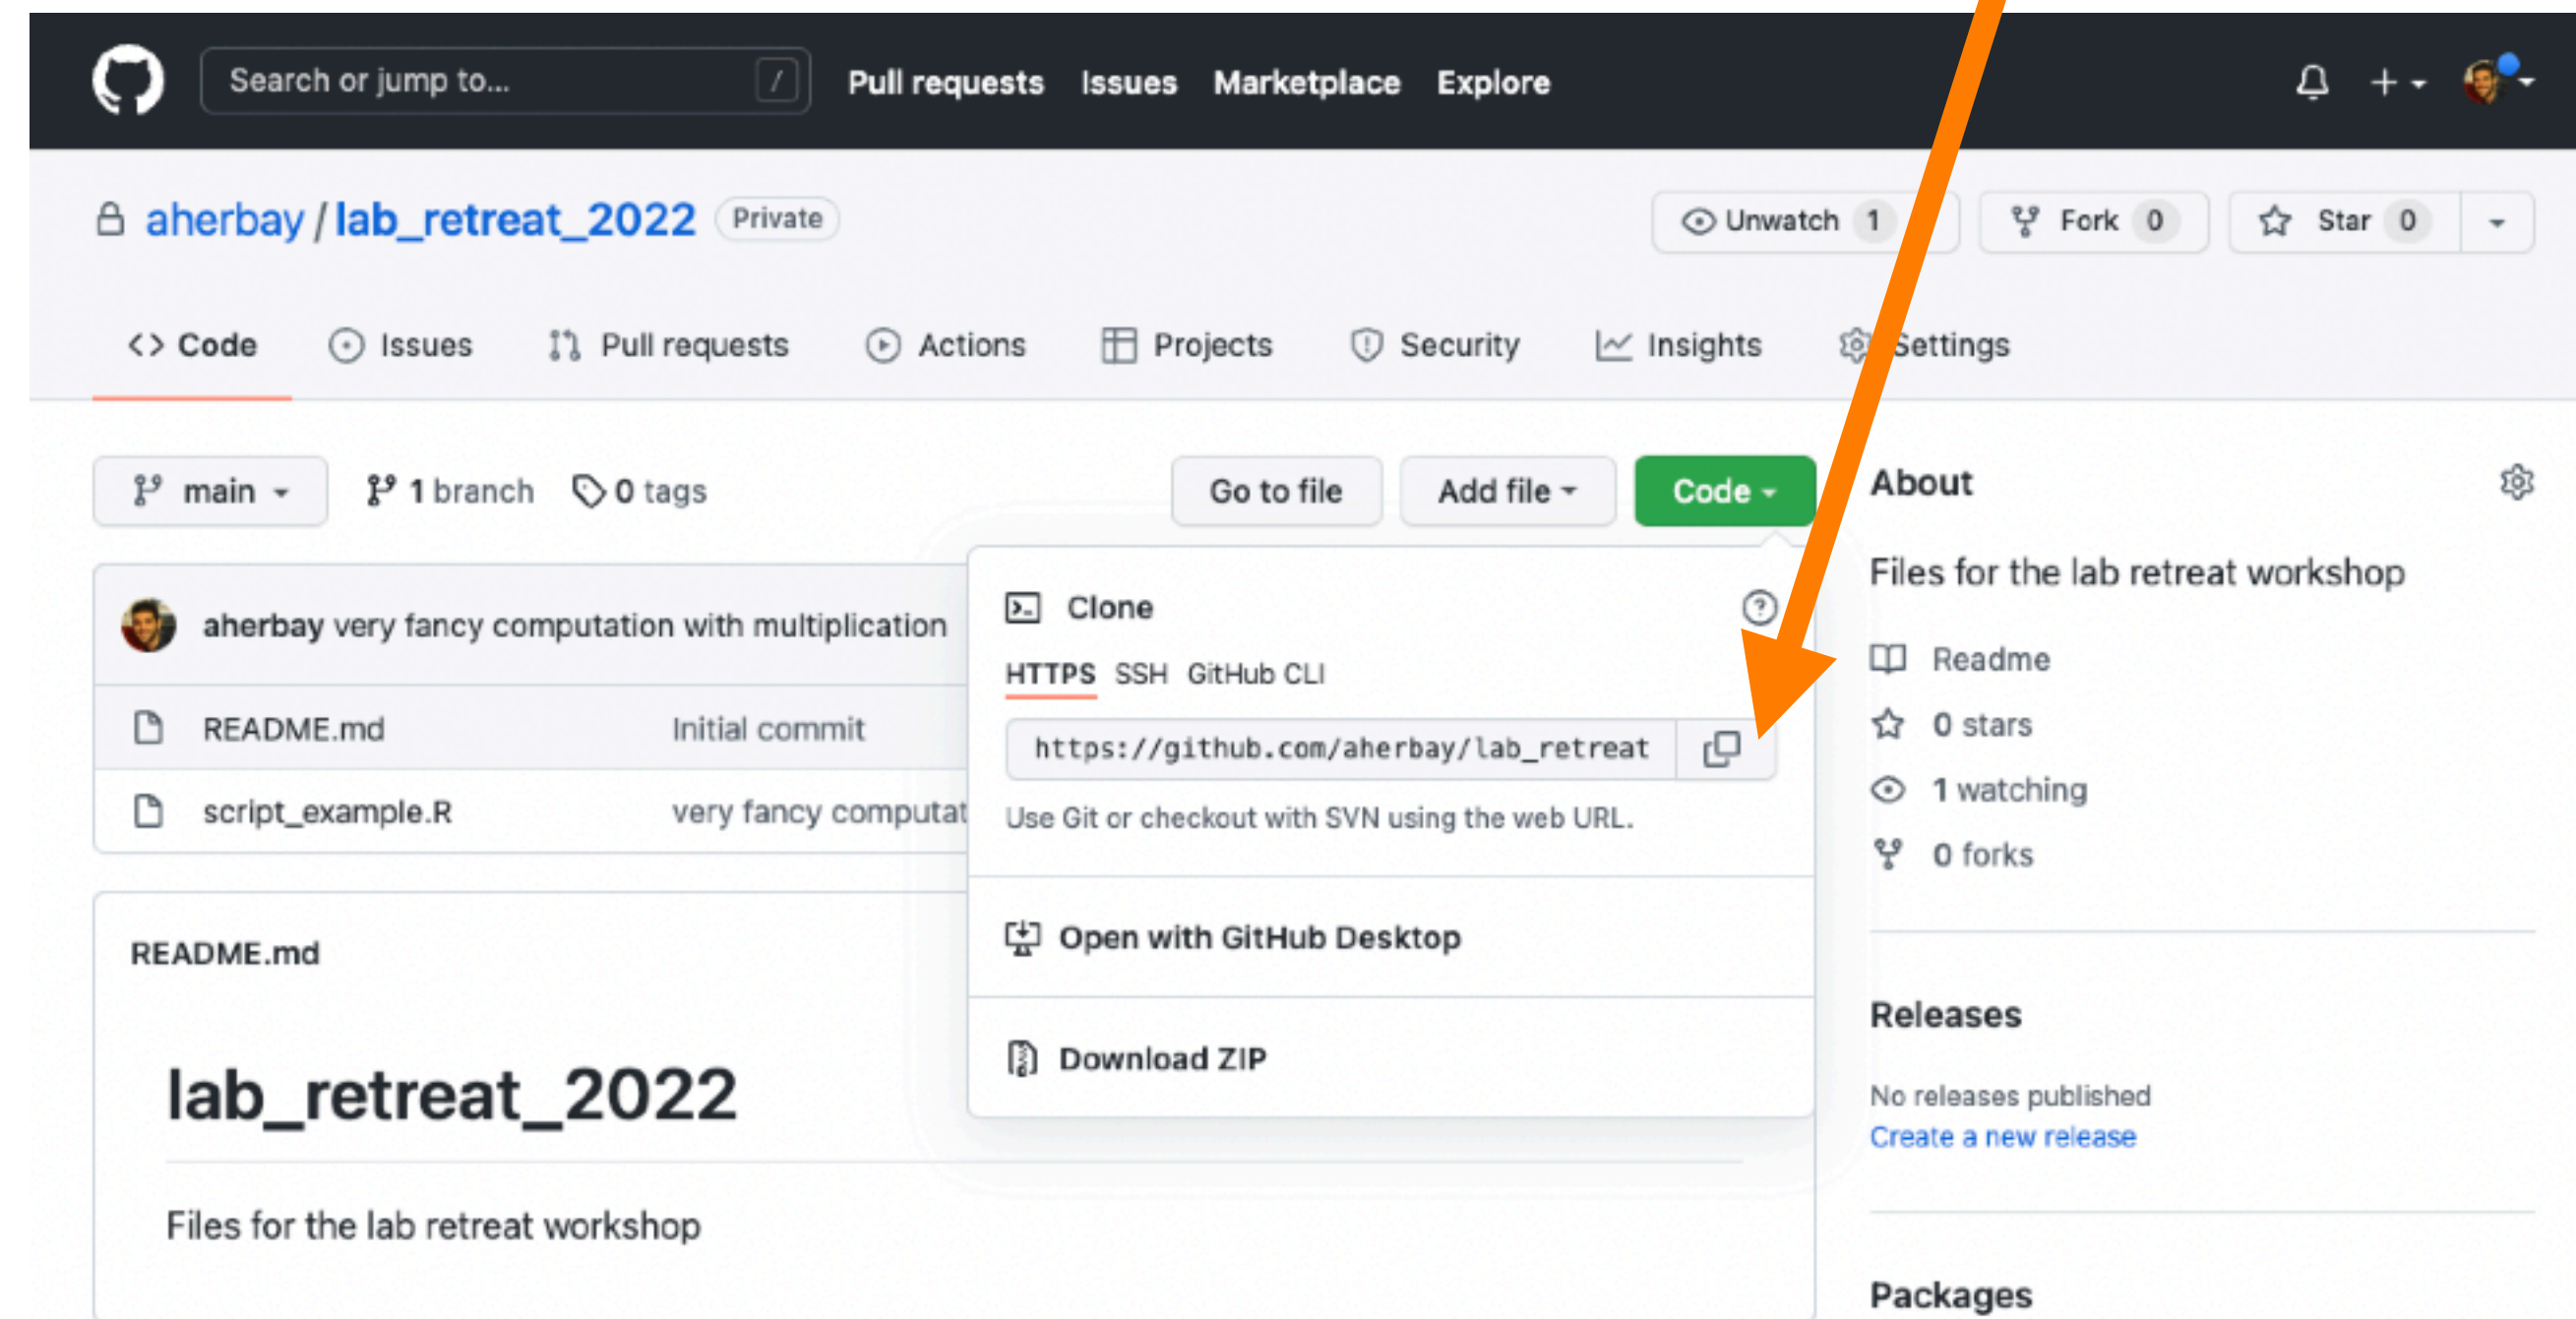 Search or jump to... / Pull requests Issues Marketplace Explore
aherbay / lab_retreat_2022 Private Unwatch 1 Fork 0 Star 0
Code Issues Pull requests Actions Projects Security Insights Settings
main 1 branch 0 tags Go to file Add file Code
aherbay very fancy computation with multiplication
README.md Initial commit
script_example.R very fancy computat
README.md
lab_retreat_2022
Files for the lab retreat workshop
Clone
HTTPS SSH GitHub CLI
https://github.com/aherbay/lab_retreat
Use Git or checkout with SVN using the web URL.
Open with GitHub Desktop
Download ZIP
About
Files for the lab retreat workshop
Readme
0 stars
1 watching
0 forks
Releases
No releases published
Create a new release
Packages